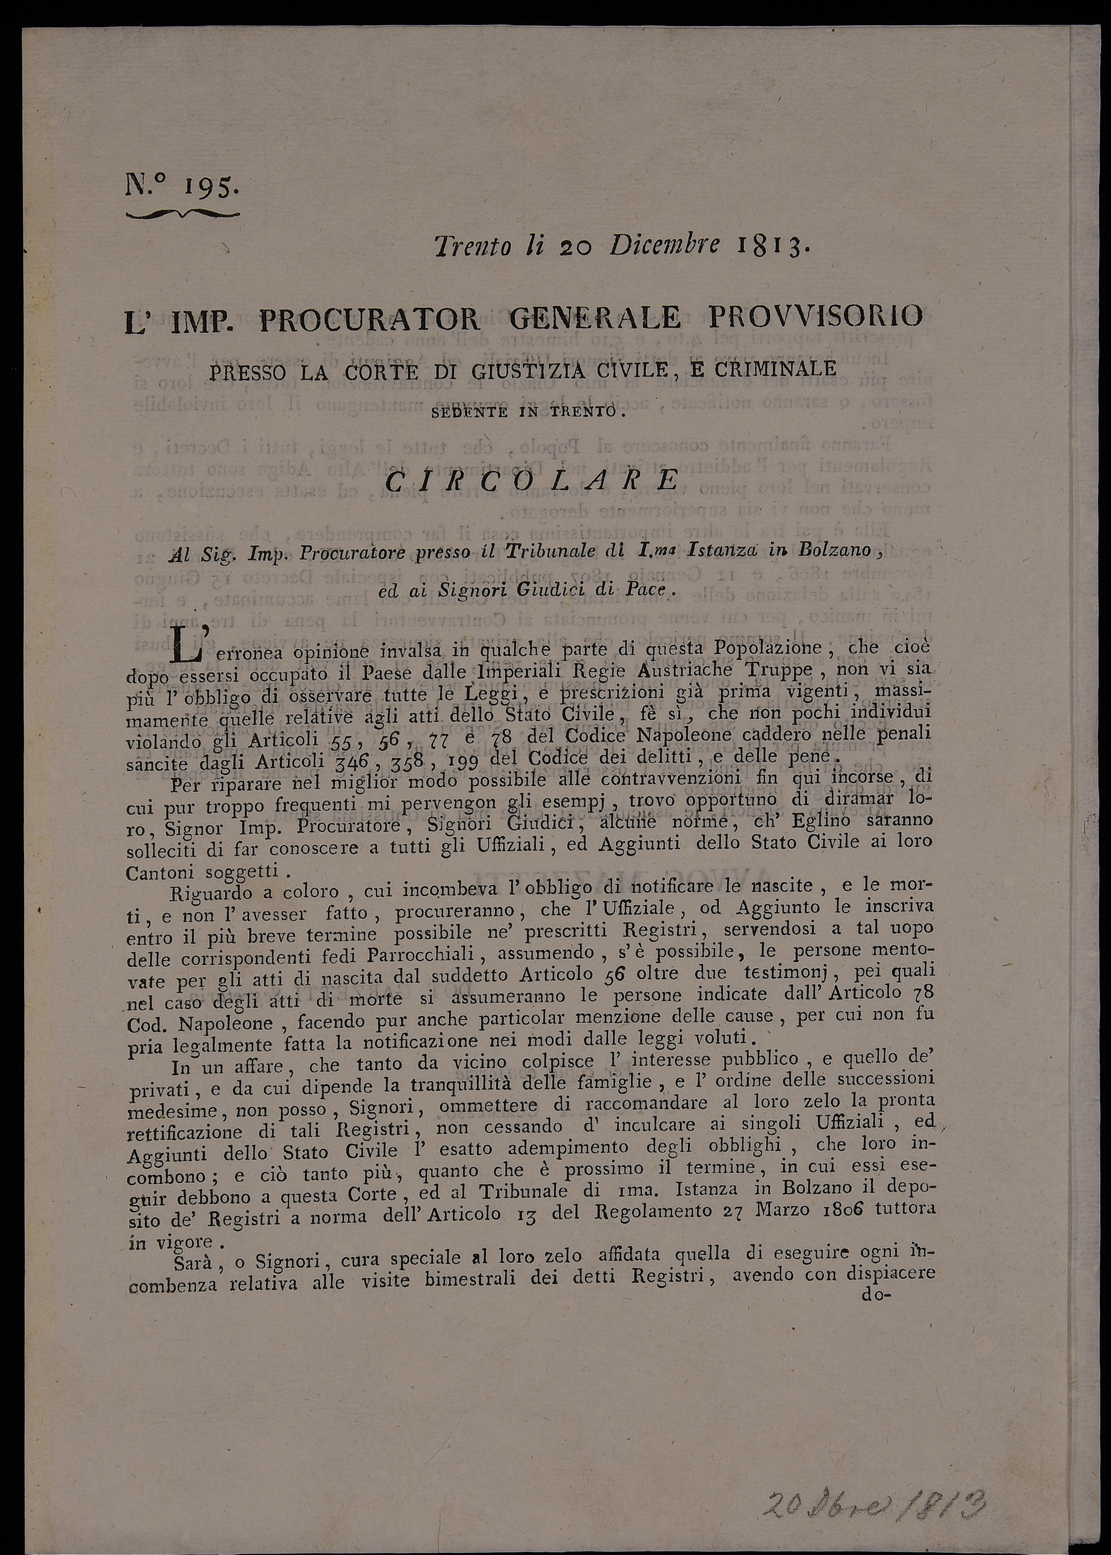 N.º 195.
Trento li 20 Dicembre 1813.
L' IMP. PROCURATOR GENERALE PROVVISORIO
PRESSO LA CORTE DI GIUSTIZIA CIVILE, E CRIMINALE
SEDENTE IN TRENTO.
CIRCOLARE
Al Sig. Imp. Procuratore presso il Tribunale di I.ma Istanza in Bolzano,
ed ai Signori Giudici di Pace.
L' erronea opinione invalsa in qualche parte di questa Popolazione, che cioè
dopo essersi occupato il Paese dalle Imperiali Regie Austriache Truppe, non vi sia
più l' obbligo di osservare tutte le Leggi, e prescrizioni già prima vigenti, massi-
mamente quelle relative agli atti dello Stato Civile, fè sì, che non pochi individui
violando gli Articoli 55, 56, 77 e 78 del Codice Napoleone caddero nelle penali
sancite dagli Articoli 346, 358, 199 del Codice dei delitti, e delle pene.
Per riparare nel miglior modo possibile alle contravvenzioni fin qui incorse, di
cui pur troppo frequenti mi pervengon gli esempj, trovo opportuno di diramar lo-
ro, Signor Imp. Procuratore, Signori Giudici, alcune norme, ch' Eglino saranno
solleciti di far conoscere a tutti gli Uffiziali, ed Aggiunti dello Stato Civile ai loro
Cantoni soggetti.
Riguardo a coloro, cui incombeva l' obbligo di notificare le nascite, e le mor-
ti, e non l' avesser fatto, procureranno, che l' Uffiziale, od Aggiunto le inscriva
entro il più breve termine possibile ne' prescritti Registri, servendosi a tal uopo
delle corrispondenti fedi Parrocchiali, assumendo, s' è possibile, le persone mento-
vate per gli atti di nascita dal suddetto Articolo 56 oltre due testimonj, pei quali
nel caso degli atti di morte si assumeranno le persone indicate dall' Articolo 78
Cod. Napoleone, facendo pur anche particolar menzione delle cause, per cui non fu
pria legalmente fatta la notificazione nei modi dalle leggi voluti.
In un affare, che tanto da vicino colpisce l' interesse pubblico, e quello de'
privati, e da cui dipende la tranquillità delle famiglie, e l' ordine delle successioni
medesime, non posso, Signori, ommettere di raccomandare al loro zelo la pronta
rettificazione di tali Registri, non cessando d' inculcare ai singoli Uffiziali, ed
Aggiunti dello Stato Civile l' esatto adempimento degli obblighi, che loro in-
combono; e ciò tanto più, quanto che è prossimo il termine, in cui essi ese-
guir debbono a questa Corte, ed al Tribunale di 1ma. Istanza in Bolzano il depo-
sito de' Registri a norma dell' Articolo 13 del Regolamento 27 Marzo 1806 tuttora
in vigore.
Sarà, o Signori, cura speciale al loro zelo affidata quella di eseguire ogni in-
combenza relativa alle visite bimestrali dei detti Registri, avendo con dispiacere
do-
20 Dbre 1813